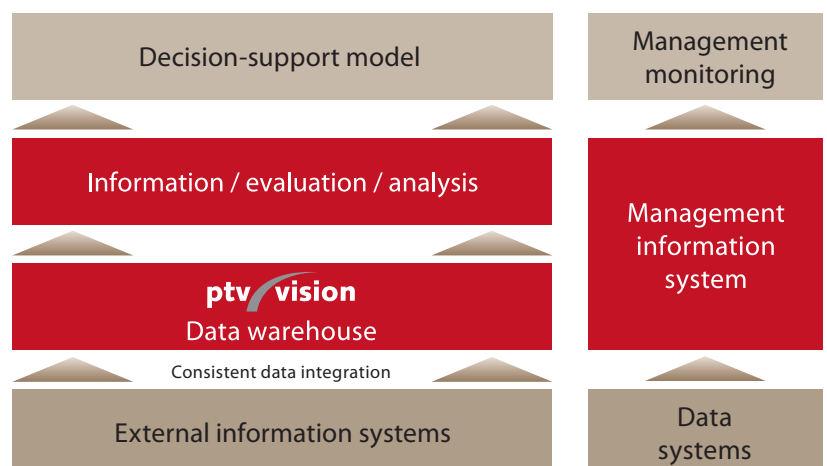 Decision-support model
Management
monitoring
Information / evaluation / analysis
Management
information
system
ptv vision
Data warehouse
Consistent data integration
External information systems
Data
systems